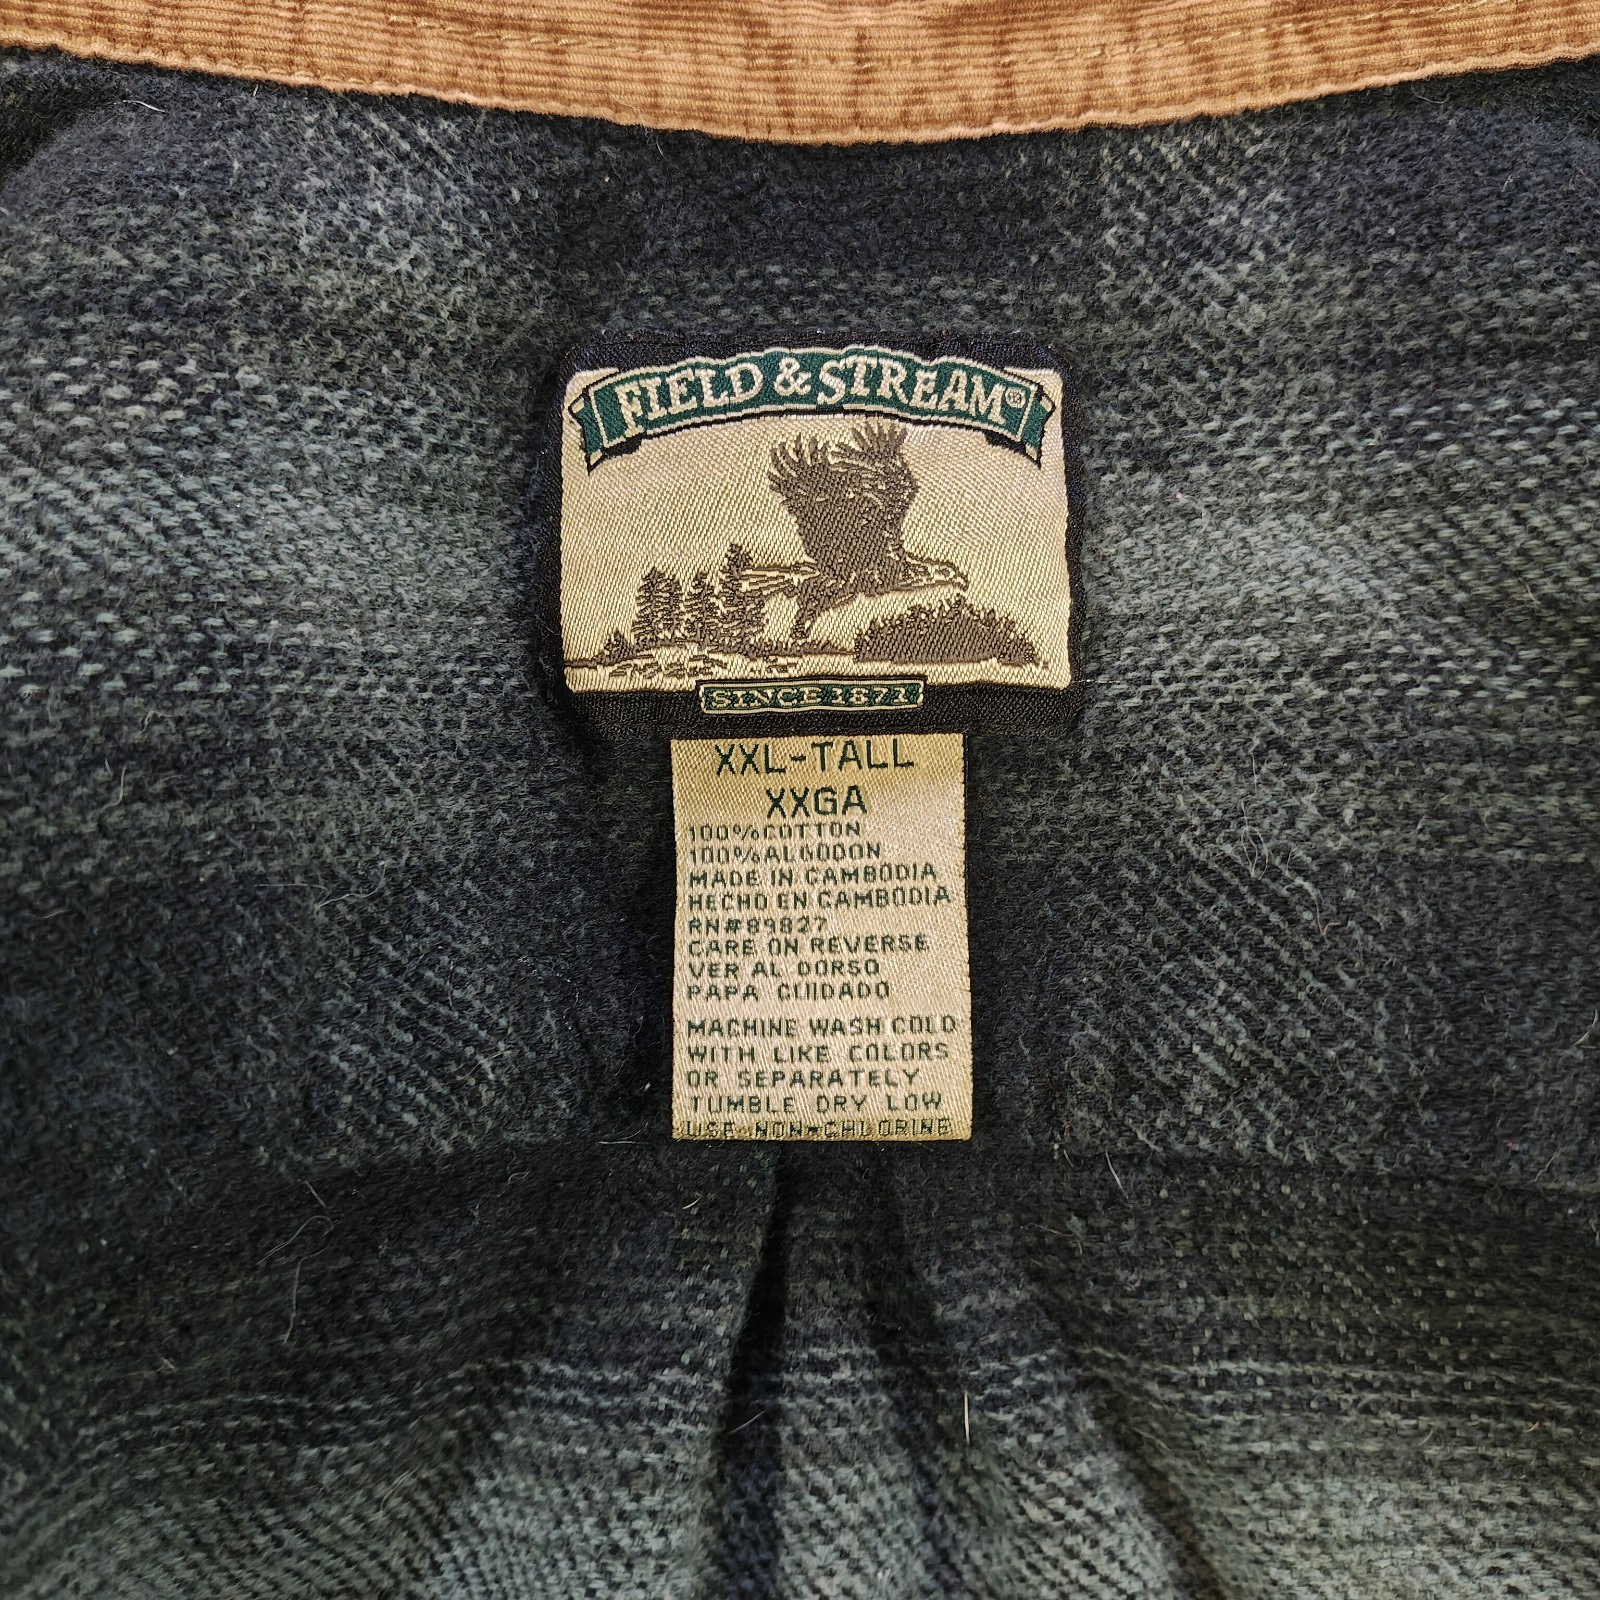 FIELD & STREAM®
SINCE 1871
XXL-TALL
XXGA
100% COTTON
100% ALGODON
MADE IN CAMBODIA
HECHO EN CAMBODIA
RN#89827
CARE ON REVERSE
VER AL DORSO
PAPA CUIDADO
MACHINE WASH COLD
WITH LIKE COLORS
OR SEPARATELY
TUMBLE DRY LOW
USE NON-CHLORINE